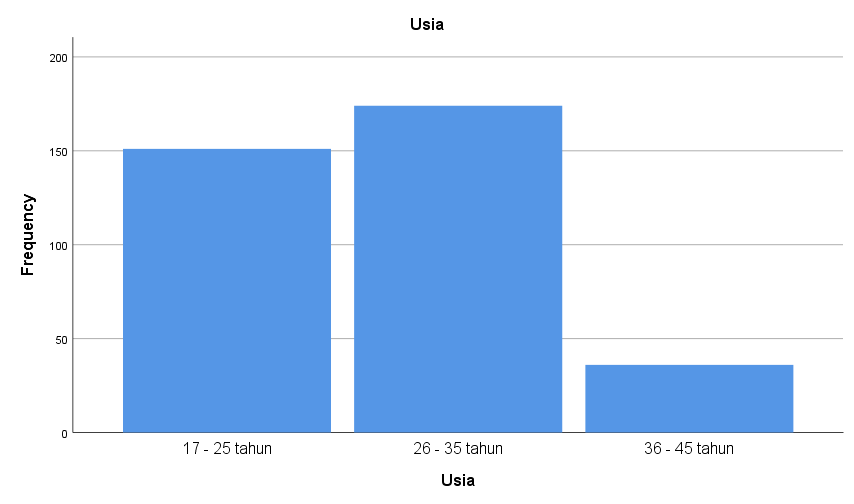 Usia
200
150
100
50
0
Frequency
17 - 25 tahun
26 - 35 tahun
36 - 45 tahun
Usia